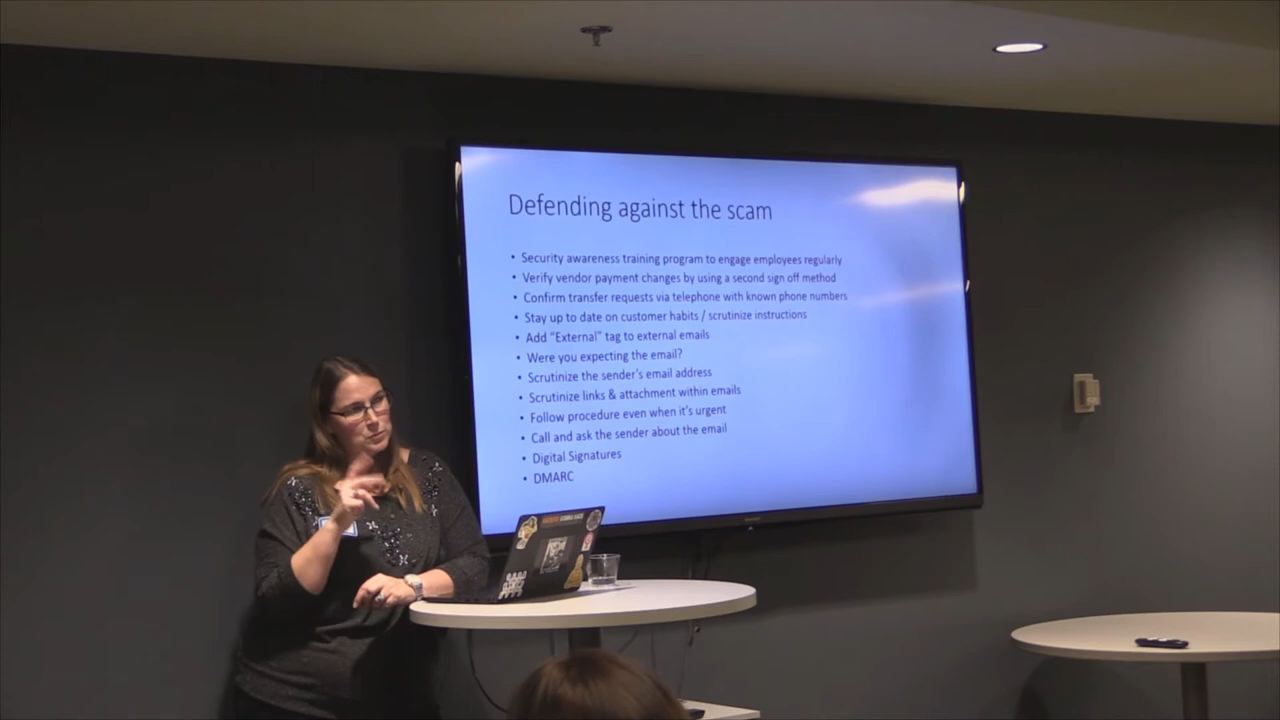 Defending against the scam
• Security awareness training program to engage employees regularly
• Verify vendor payment changes by using a second sign off method
• Confirm transfer requests via telephone with known phone numbers
• Stay up to date on customer habits / scrutinize instructions
• Add “External” tag to external emails
• Were you expecting the email?
• Scrutinize the sender's email address
• Scrutinize links & attachment within emails
• Follow procedure even when it's urgent
• Call and ask the sender about the email
• Digital Signatures
• DMARC